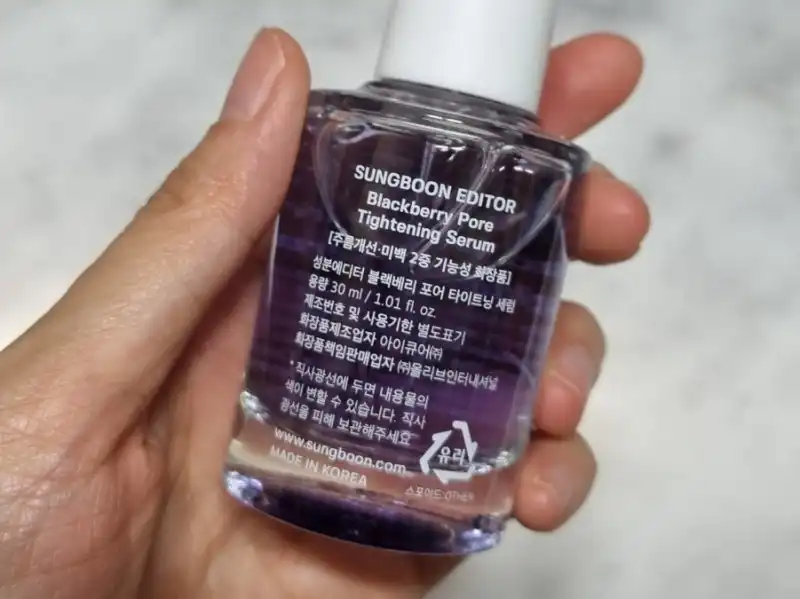 SUNGBOON EDITOR
Blackberry Pore
Tightening Serum
[주름개선·미백 2중 기능성 화장품]
성분에디터 블랙베리 포어 타이트닝 세럼
용량 30 ml / 1.01 fl. oz.
제조번호 및 사용기한 별도표기
화장품제조업자 아이큐어㈜
화장품책임판매업자 ㈜올리브인터내셔널
* 직사광선에 두면 내용물의
색이 변할 수 있습니다. 직사
광선을 피해 보관해주세요
www.sungboon.com
MADE IN KOREA
유리
스포이드:OTHER